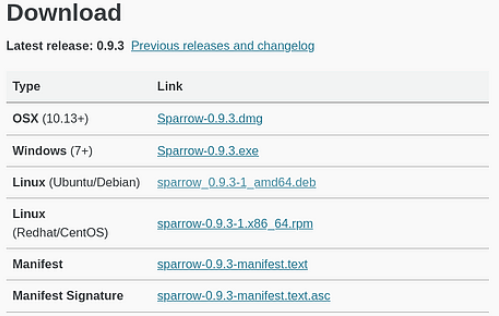 Download
Latest release: 0.9.3 Previous releases and changelog
Type Link
OSX (10.13+) Sparrow-0.9.3.dmg
Windows (7+) Sparrow-0.9.3.exe
Linux (Ubuntu/Debian) sparrow_0.9.3-1_amd64.deb
Linux
(Redhat/CentOS) sparrow-0.9.3-1.x86_64.rpm
Manifest sparrow-0.9.3-manifest.text
Manifest Signature sparrow-0.9.3-manifest.text.asc